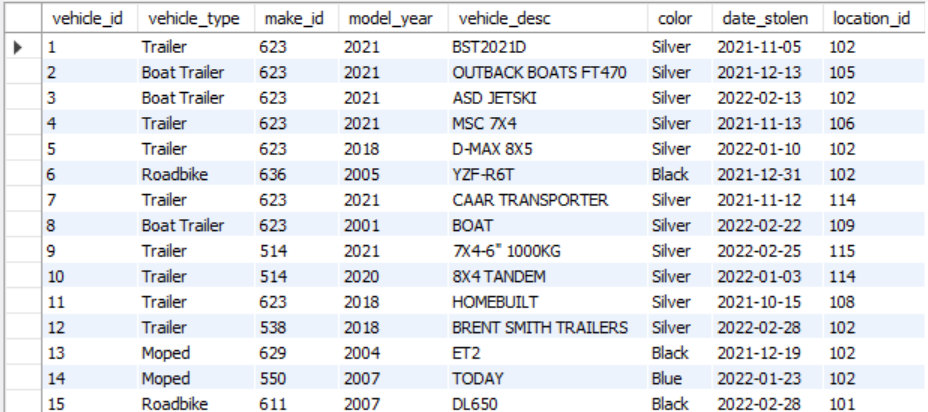 vehicle_id vehicle_type make_id model_year vehicle_desc color date_stolen location_id
1 Trailer 623 2021 BST2021D Silver 2021-11-05 102
2 Boat Trailer 623 2021 OUTBACK BOATS FT470 Silver 2021-12-13 105
3 Boat Trailer 623 2021 ASD JETSKI Silver 2022-02-13 102
4 Trailer 623 2021 MSC 7X4 Silver 2021-11-13 106
5 Trailer 623 2018 D-MAX 8X5 Silver 2022-01-10 102
6 Roadbike 636 2005 YZF-R6T Black 2021-12-31 102
7 Trailer 623 2021 CAAR TRANSPORTER Silver 2021-11-12 114
8 Boat Trailer 623 2001 BOAT Silver 2022-02-22 109
9 Trailer 514 2021 7X4-6" 1000KG Silver 2022-02-25 115
10 Trailer 514 2020 8X4 TANDEM Silver 2022-01-03 114
11 Trailer 623 2018 HOMEBUILT Silver 2021-10-15 108
12 Trailer 538 2018 BRENT SMITH TRAILERS Silver 2022-02-28 102
13 Moped 629 2004 ET2 Black 2021-12-19 102
14 Moped 550 2007 TODAY Blue 2022-01-23 102
15 Roadbike 611 2007 DL650 Black 2022-02-28 101